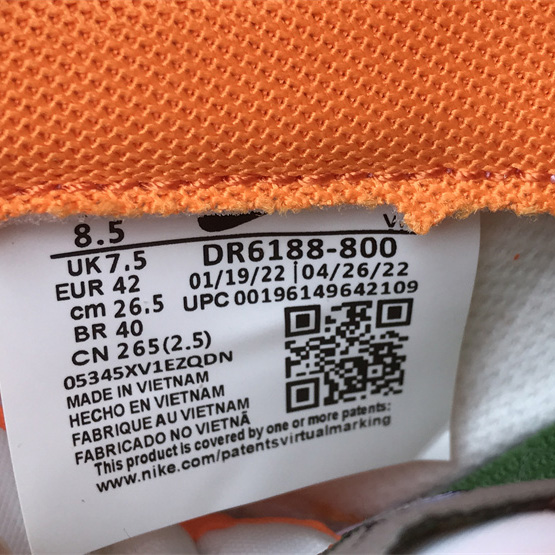 8.5
UK 7.5
EUR 42
cm 26.5
BR 40
CN 265(2.5)
DR6188-800
01/19/22 | 04/26/22
UPC 00196149642109
05345XV1EZQDN
MADE IN VIETNAM
HECHO EN VIETNAM
FABRIQUE AU VIETNAM
FABRICADO NO VIETNÃ
This product is covered by one or more patents:
www.nike.com/patentsvirtualmarking